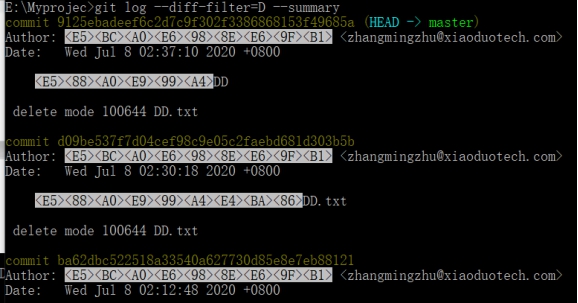 E:\Myprojec>git log --diff-filter=D --summary
commit 9125ebadeef6c2d7c9f302f3386868153f49685a (HEAD -> master)
Author: <E5><BC><A0><E6><98><8E><E6><9F><B1> <zhangmingzhu@xiaoduotech.com>
Date:   Wed Jul 8 02:37:10 2020 +0800
<E5><88><A0><E9><99><A4>DD
delete mode 100644 DD.txt
commit d09be537f7d04cef98c9e05c2faebd681d303b5b
Author: <E5><BC><A0><E6><98><8E><E6><9F><B1> <zhangmingzhu@xiaoduotech.com>
Date:   Wed Jul 8 02:30:18 2020 +0800
<E5><88><A0><E9><99><A4><E4><BA><86>DD.txt
delete mode 100644 DD.txt
commit ba62dbc522518a33540a627730d85e8e7eb88121
Author: <E5><BC><A0><E6><98><8E><E6><9F><B1> <zhangmingzhu@xiaoduotech.com>
Date:   Wed Jul 8 02:12:48 2020 +0800